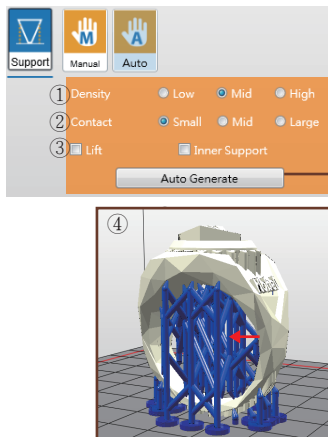 M A
Support Manual Auto
① Density Low Mid High
② Contact Small Mid Large
③ Lift Inner Support
Auto Generate
④